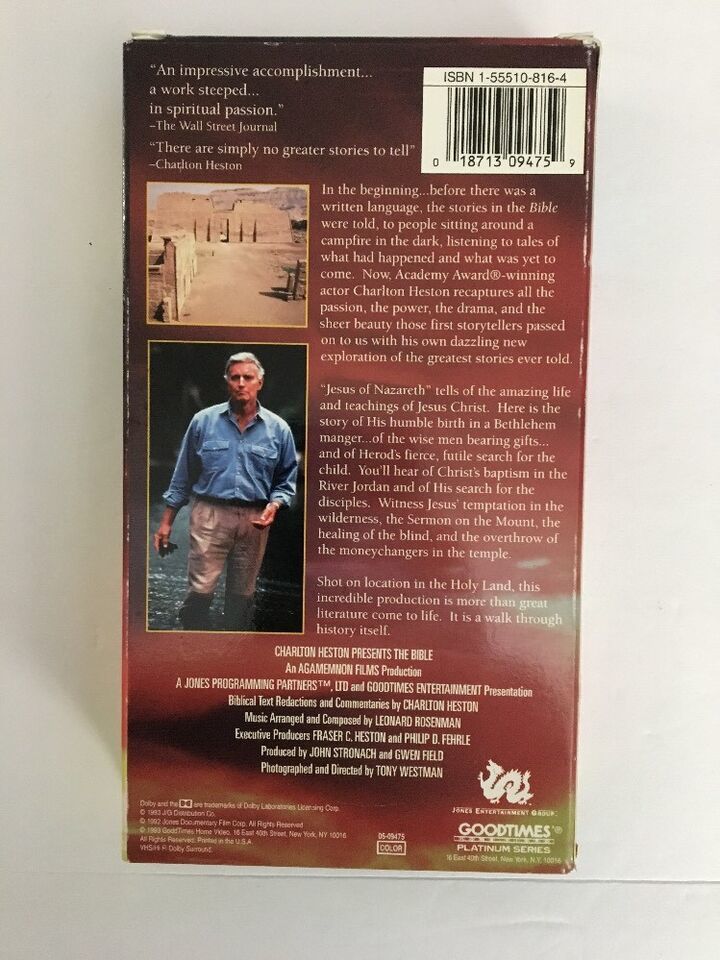 "An impressive accomplishment...
a work steeped...
in spiritual passion."
–The Wall Street Journal
"There are simply no greater stories to tell"
–Charlton Heston
ISBN 1-55510-816-4
0 18713 09475 9
In the beginning...before there was a
written language, the stories in the Bible
were told, to people sitting around a
campfire in the dark, listening to tales of
what had happened and what was yet to
come. Now, Academy Award®-winning
actor Charlton Heston recaptures all the
passion, the power, the drama, and the
sheer beauty those first storytellers passed
on to us with his own dazzling new
exploration of the greatest stories ever told.
"Jesus of Nazareth" tells of the amazing life
and teachings of Jesus Christ. Here is the
story of His humble birth in a Bethlehem
manger...of the wise men bearing gifts...
and of Herod's fierce, futile search for the
child. You'll hear of Christ's baptism in the
River Jordan and of His search for the
disciples. Witness Jesus' temptation in the
wilderness, the Sermon on the Mount, the
healing of the blind, and the overthrow of
the moneychangers in the temple.
Shot on location in the Holy Land, this
incredible production is more than great
literature come to life. It is a walk through
history itself.
CHARLTON HESTON PRESENTS THE BIBLE
An AGAMEMNON FILMS Production
A JONES PROGRAMMING PARTNERS™, LTD and GOODTIMES ENTERTAINMENT Presentation
Biblical Text Redactions and Commentaries by CHARLTON HESTON
Music Arranged and Composed by LEONARD ROSENMAN
Executive Producers FRASER C. HESTON and PHILIP D. FEHRLE
Produced by JOHN STRONACH and GWEN FIELD
Photographed and Directed by TONY WESTMAN
Dolby and the are trademarks of Dolby Laboratories Licensing Corp.
© 1993 J/G Distribution Co.
© 1992 Jones Documentary Film Corp. All Rights Reserved
© 1993 GoodTimes Home Video, 16 East 40th Street, New York, NY 10016
All Rights Reserved. Printed in the U.S.A.
VHS/Hi Fi Dolby Surround.
05-09475
COLOR
JONES ENTERTAINMENT GROUP
GOODTIMES®
PLATINUM SERIES
16 East 40th Street, New York, N.Y. 10016